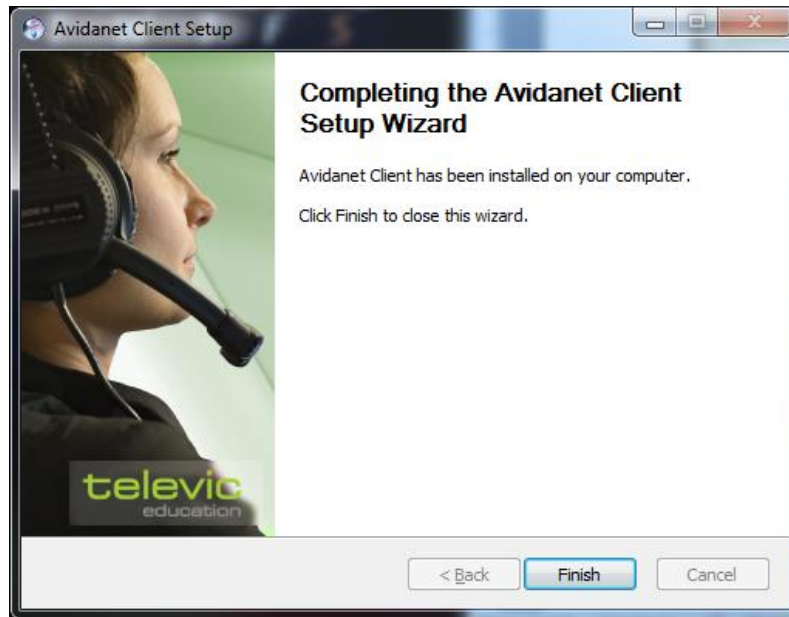 Avidanet Client Setup
Completing the Avidanet Client
Setup Wizard
Avidanet Client has been installed on your computer.
Click Finish to close this wizard.
televic
education
< Back
Finish
Cancel